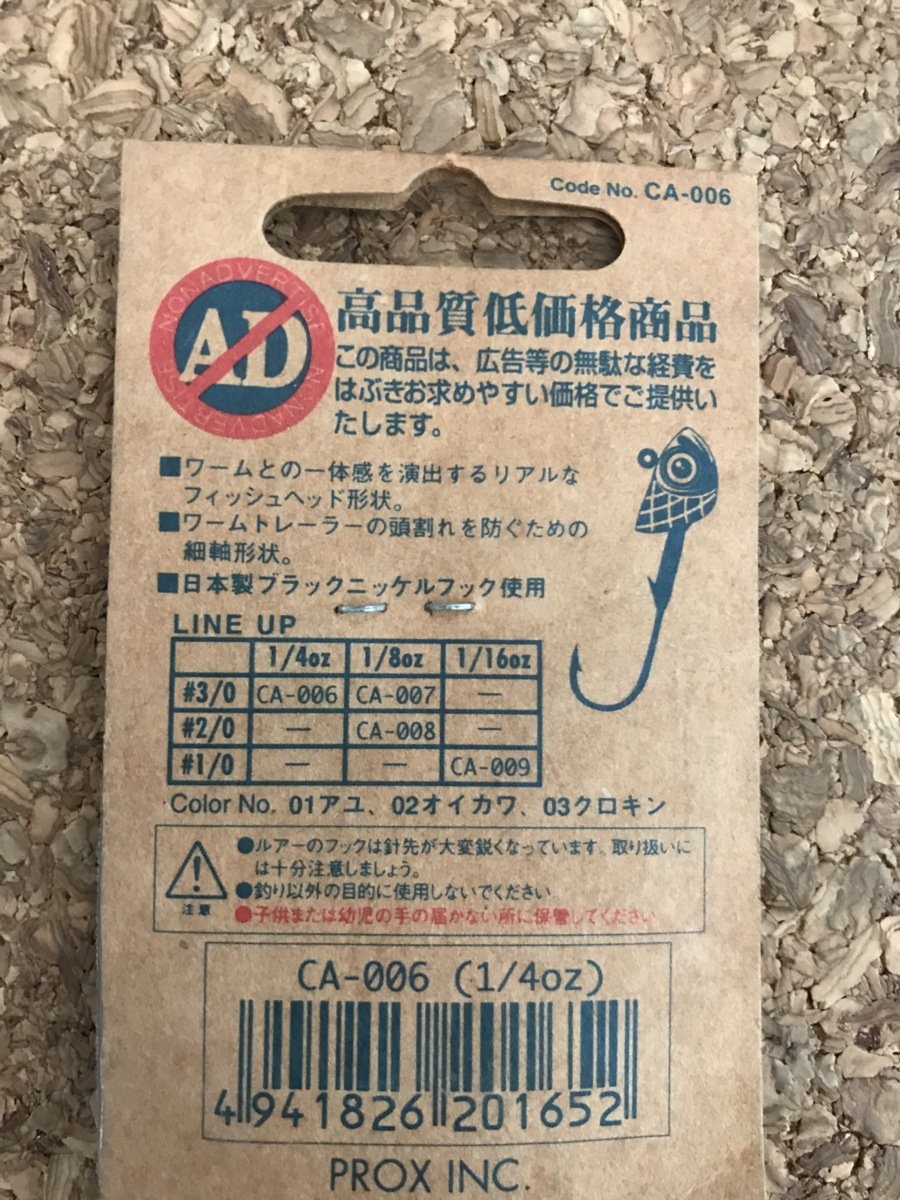 Code No. CA-006
NONADVERTISE NONADVERTISE
AD
高品質低価格商品
この商品は、広告等の無駄な経費を
はぶきお求めやすい価格でご提供い
たします。
■ワームとの一体感を演出するリアルな
フィッシュヘッド形状。
■ワームトレーラーの頭割れを防ぐための
細軸形状。
■日本製ブラックニッケルフック使用
LINE UP
1/4oz 1/8oz 1/16oz
#3/0 CA-006 CA-007 —
#2/0 — CA-008 —
#1/0 — — CA-009
Color No. 01アユ、02オイカワ、03クロキン
●ルアーのフックは針先が大変鋭くなっています。取り扱いに
は十分注意しましょう。
●釣り以外の目的に使用しないでください
●子供または幼児の手の届かない所に保管してください
注意
CA-006 (1/4oz)
4 941826 201652
PROX INC.